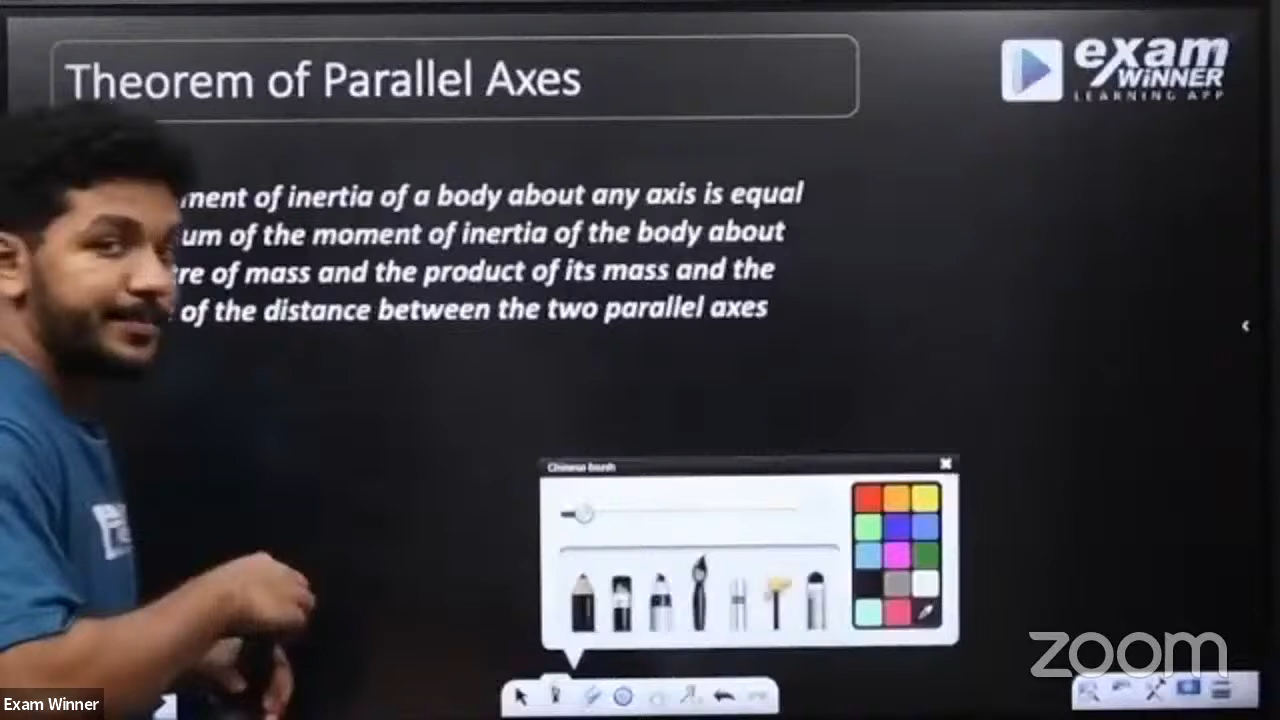 Theorem of Parallel Axes
exam
WINNER
LEARNING APP
ment of inertia of a body about any axis is equal
um of the moment of inertia of the body about
re of mass and the product of its mass and the
of the distance between the two parallel axes
Chinese brush
zoom
Exam Winner